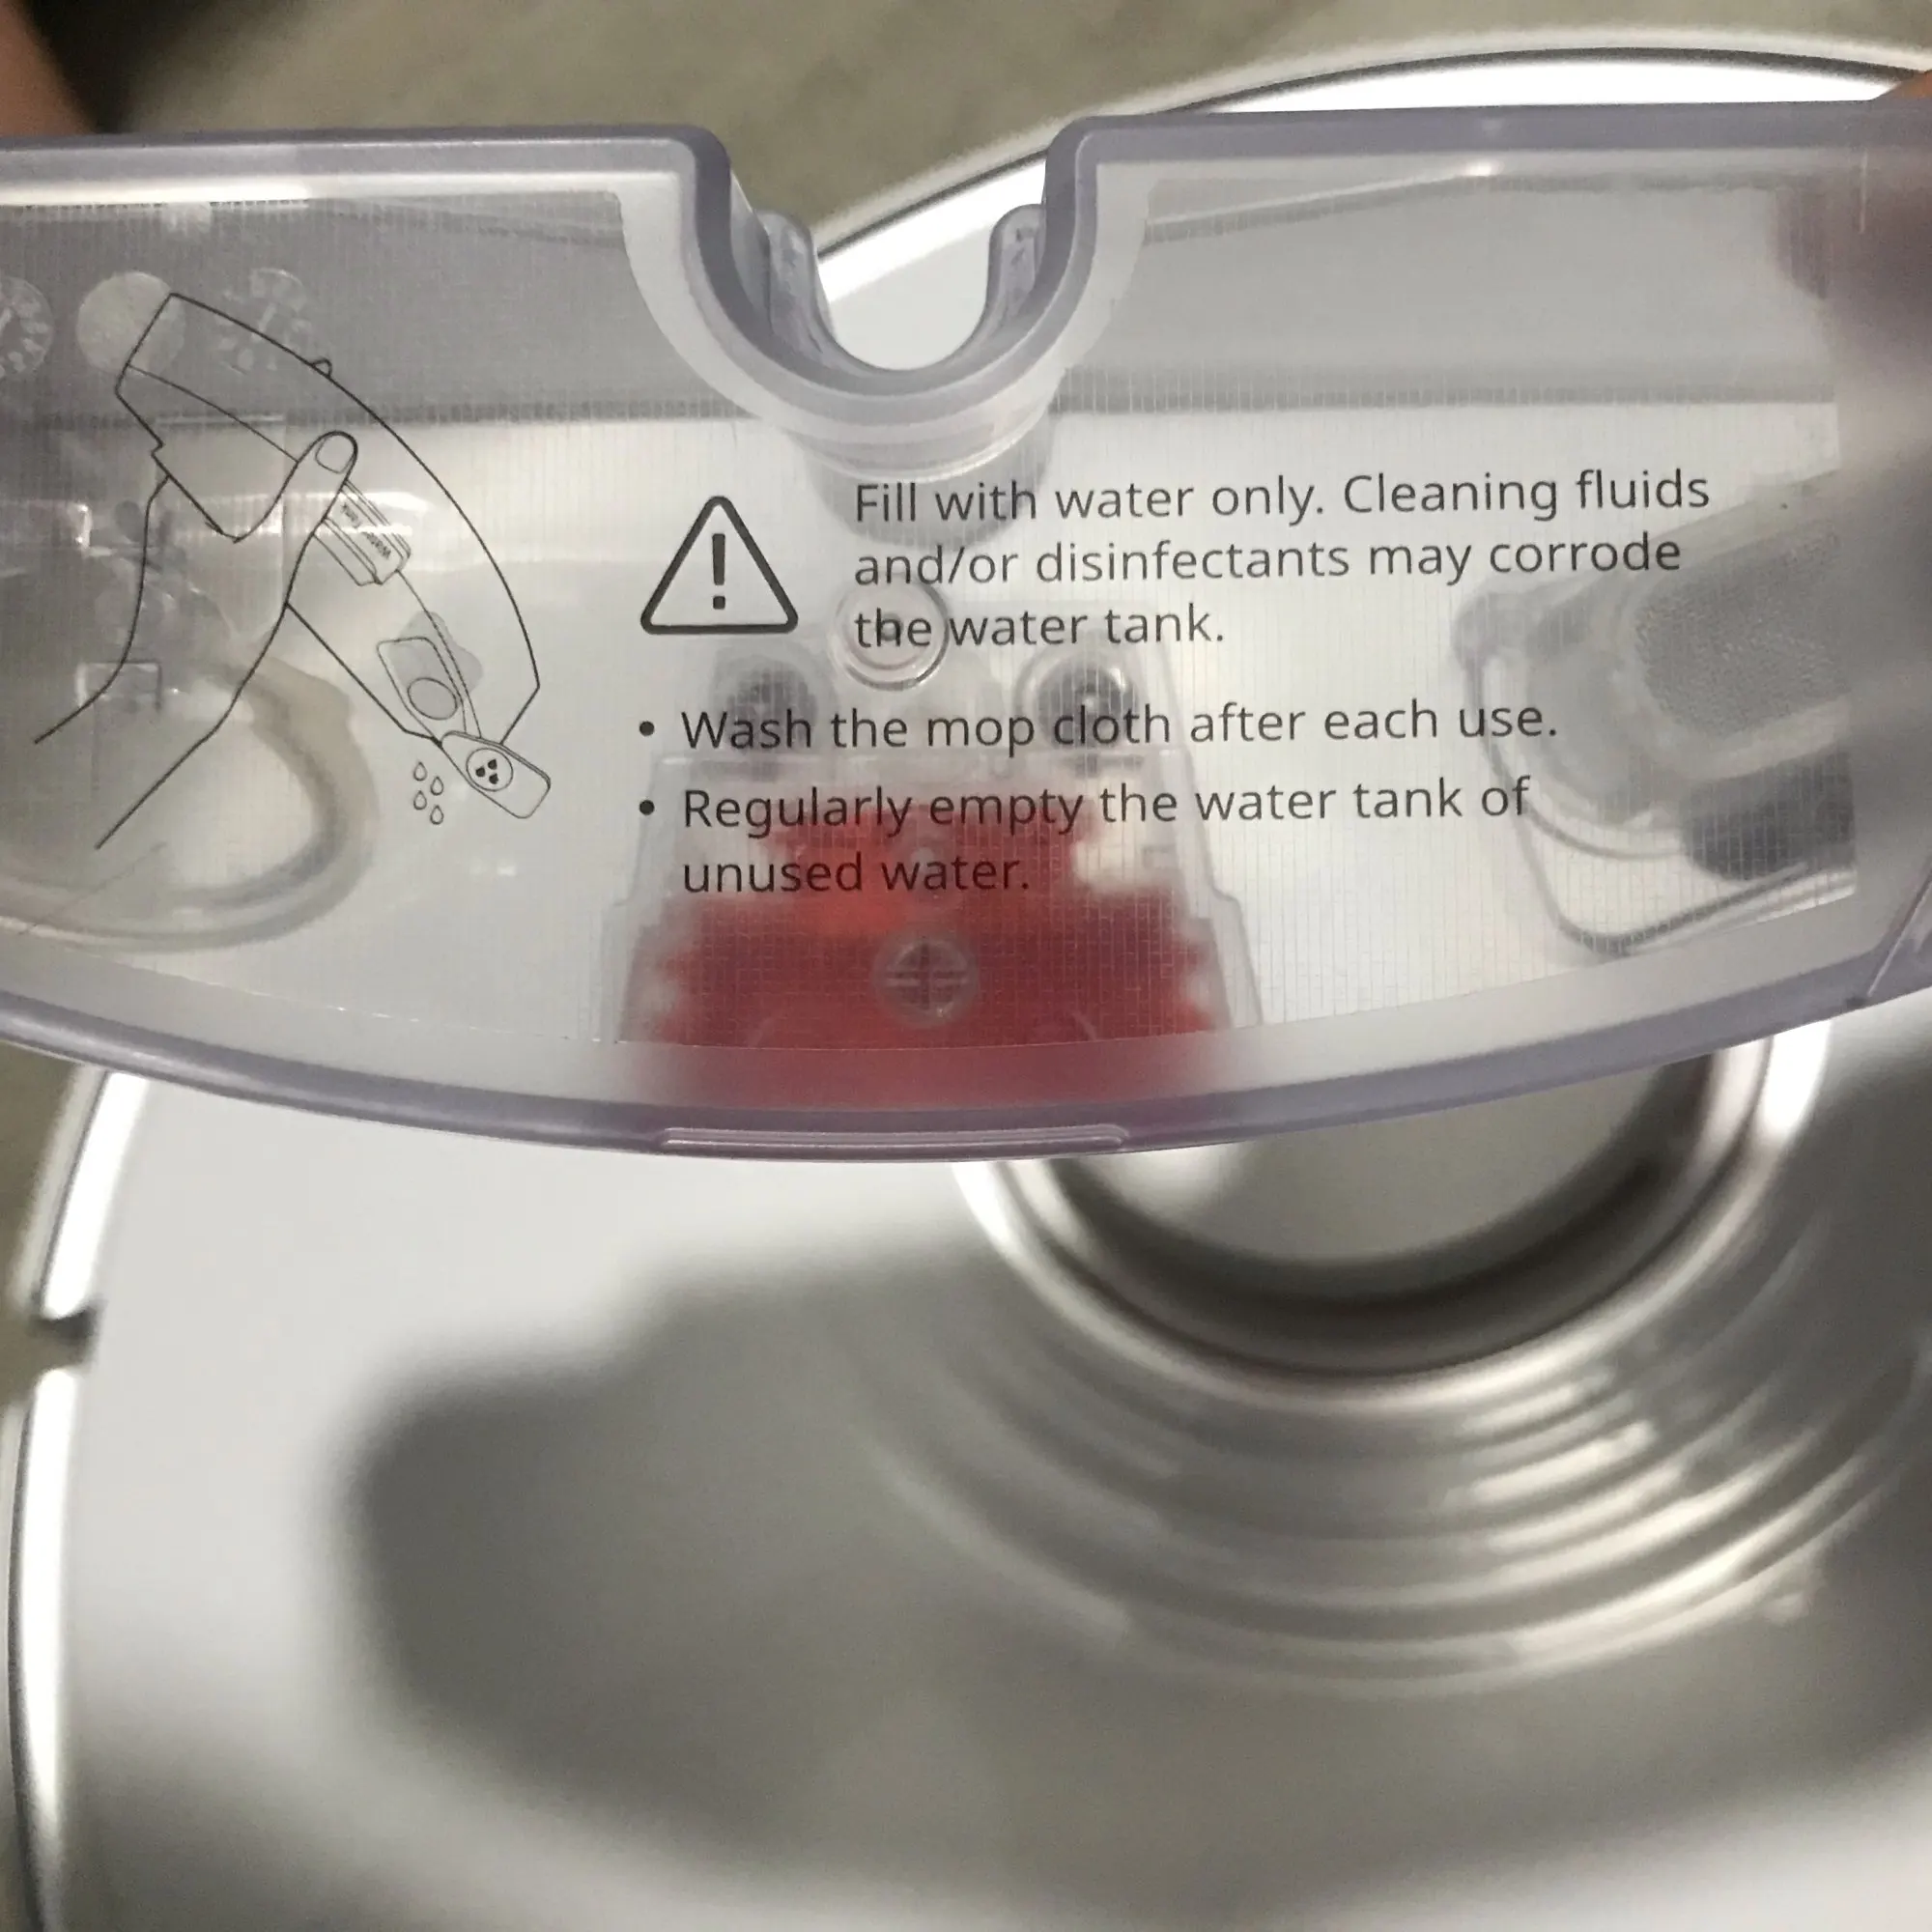 Fill with water only. Cleaning fluids
and/or disinfectants may corrode
the water tank.
• Wash the mop cloth after each use.
• Regularly empty the water tank of
unused water.